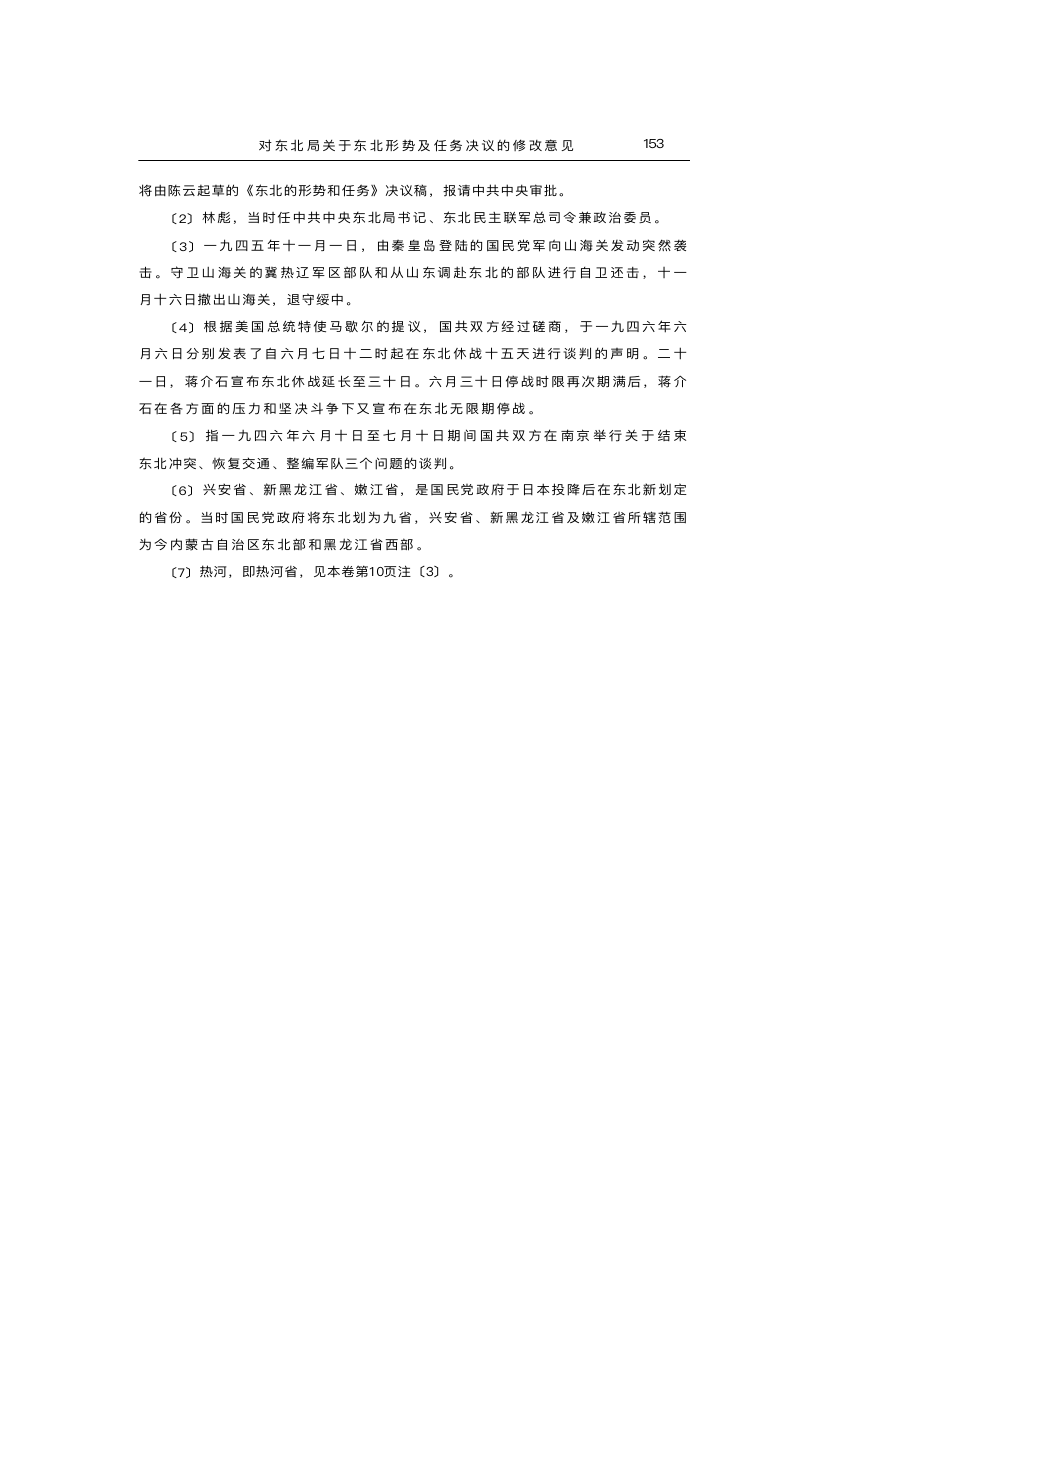 对东北局关于东北形势及任务决议的修改意见 153
将由陈云起草的《东北的形势和任务》决议稿，报请中共中央审批。
〔2〕林彪，当时任中共中央东北局书记、东北民主联军总司令兼政治委员。
〔3〕一九四五年十一月一日，由秦皇岛登陆的国民党军向山海关发动突然袭
击。守卫山海关的冀热辽军区部队和从山东调赴东北的部队进行自卫还击，十一
月十六日撤出山海关，退守绥中。
〔4〕根据美国总统特使马歇尔的提议，国共双方经过磋商，于一九四六年六
月六日分别发表了自六月七日十二时起在东北休战十五天进行谈判的声明。二十
一日，蒋介石宣布东北休战延长至三十日。六月三十日停战时限再次期满后，蒋介
石在各方面的压力和坚决斗争下又宣布在东北无限期停战。
〔5〕指一九四六年六月十日至七月十日期间国共双方在南京举行关于结束
东北冲突、恢复交通、整编军队三个问题的谈判。
〔6〕兴安省、新黑龙江省、嫩江省，是国民党政府于日本投降后在东北新划定
的省份。当时国民党政府将东北划为九省，兴安省、新黑龙江省及嫩江省所辖范围
为今内蒙古自治区东北部和黑龙江省西部。
〔7〕热河，即热河省，见本卷第10页注〔3〕。